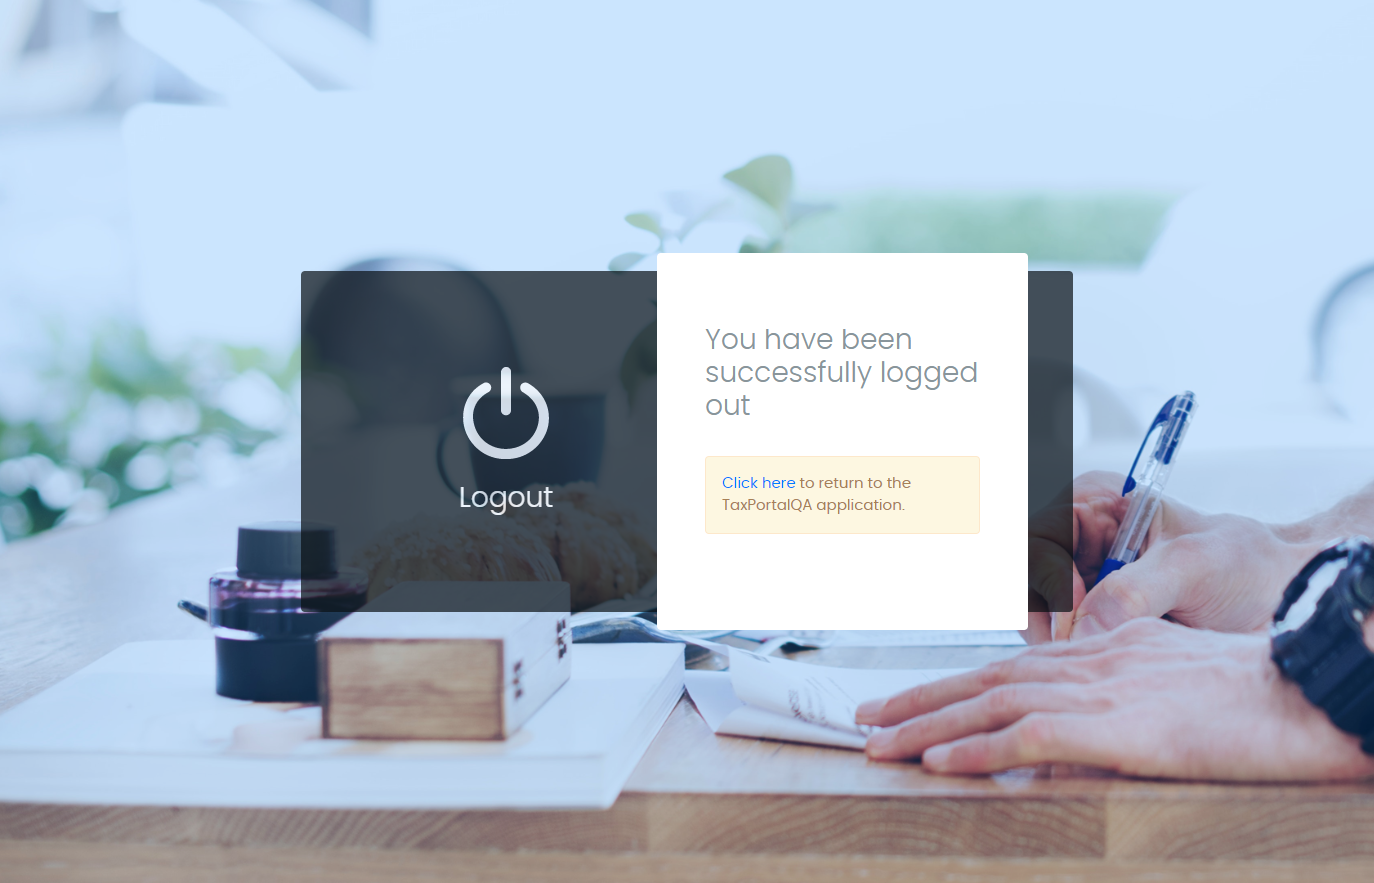 Logout
You have been
successfully logged
out
Click here to return to the
TaxPortalQA application.